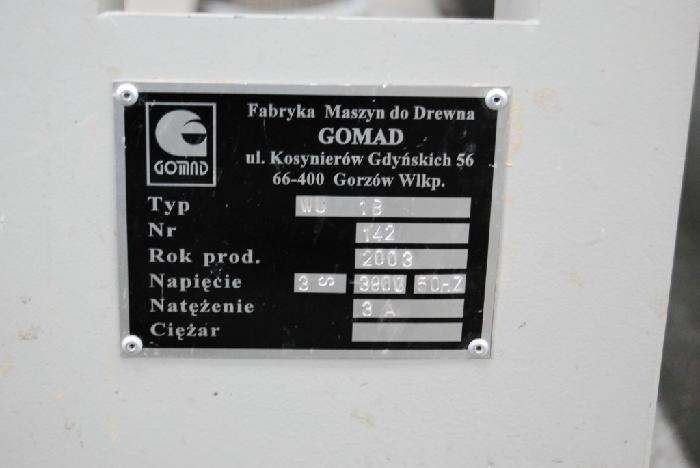 GOMAD
Fabryka Maszyn do Drewna
GOMAD
ul. Kosynierów Gdyńskich 56
66-400 Gorzów Wlkp.
Typ
Nr 142
Rok prod. 2003
Napięcie 3 S 380V
Natężenie 3 A
Ciężar